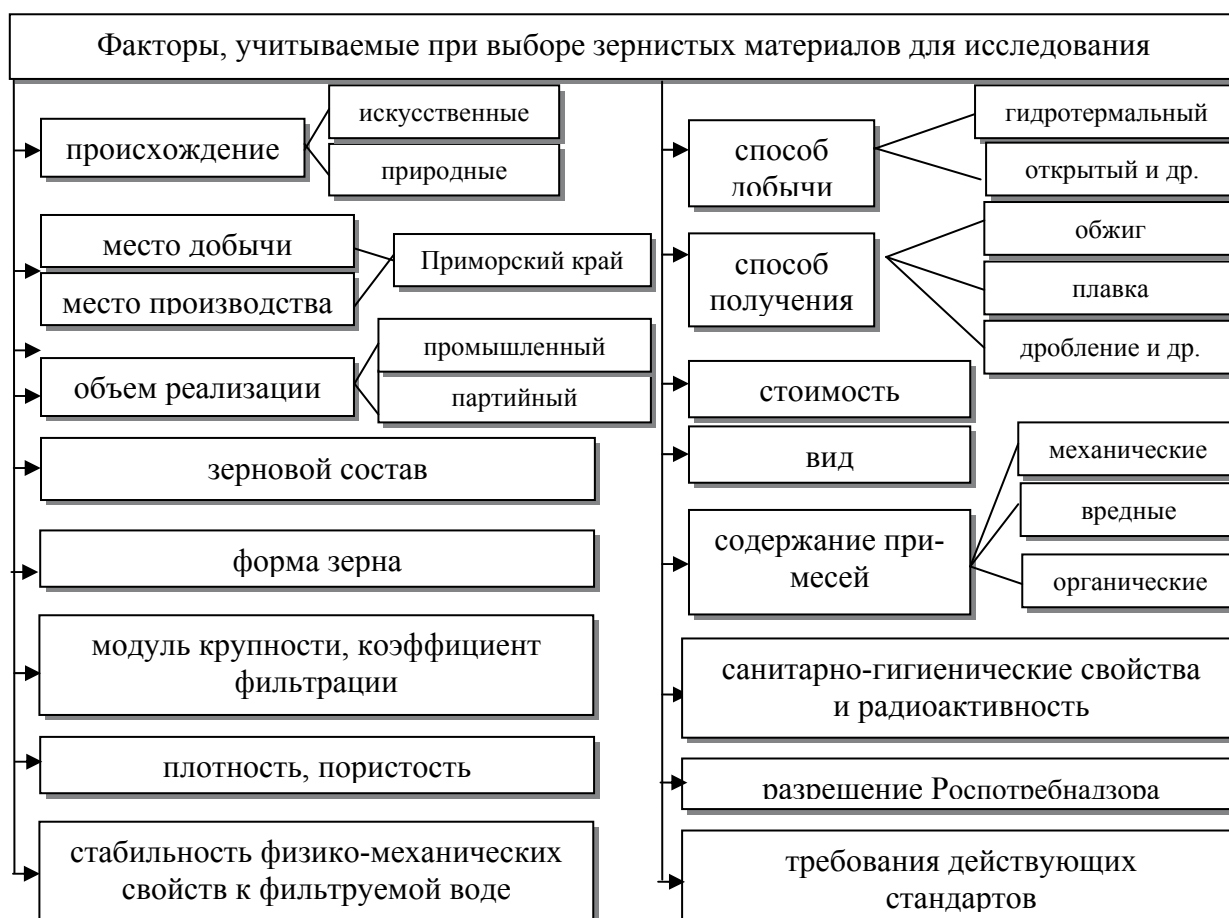 Факторы, учитываемые при выборе зернистых материалов для исследования
происхождение
искусственные
природные
место добычи
место производства
Приморский край
объем реализации
промышленный
партийный
зерновой состав
форма зерна
модуль крупности, коэффициент
фильтрации
плотность, пористость
стабильность физико-механических
свойств к фильтруемой воде
способ
добычи
гидротермальный
открытый и др.
способ
получения
обжиг
плавка
дробление и др.
стоимость
вид
содержание при-
месей
механические
вредные
органические
санитарно-гигиенические свойства
и радиоактивность
разрешение Роспотребнадзора
требования действующих
стандартов